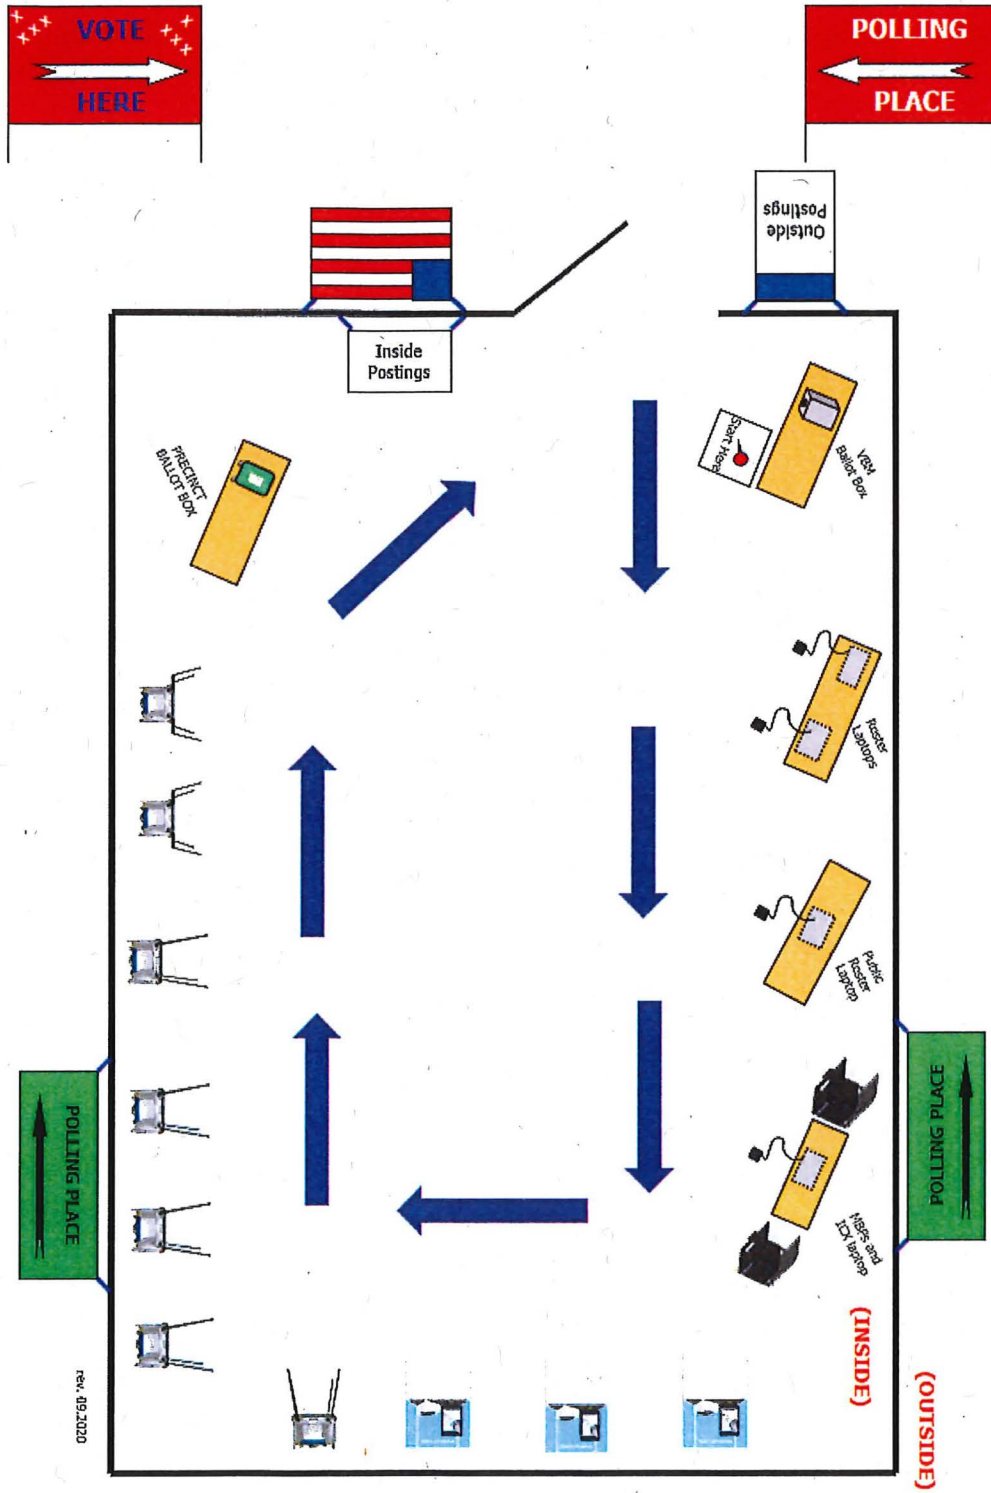 VOTE
HERE
POLLING
PLACE
Outside
Postings
Inside
Postings
Start Here!
VBM
Ballot Box
PRECINCT
BALLOT BOX
Roster
Laptops
Public
Roster
Laptop
MBPs and
ICX laptop
POLLING PLACE
POLLING PLACE
(INSIDE)
(OUTSIDE)
rev. 09.2020